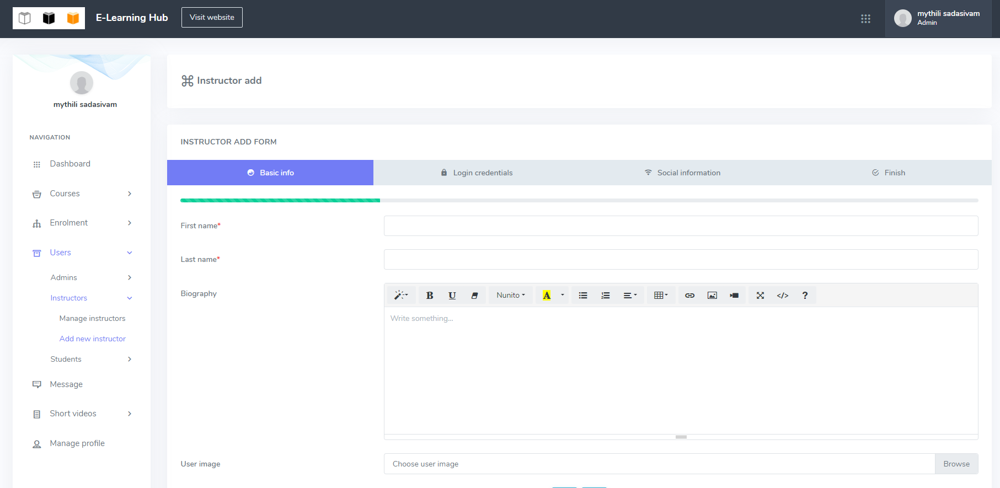 E-Learning Hub
Visit website
mythili sadasivam
Admin
mythili sadasivam
NAVIGATION
Dashboard
Courses
Enrolment
Users
Admins
Instructors
Manage instructors
Add new instructor
Students
Message
Short videos
Manage profile
Instructor add
INSTRUCTOR ADD FORM
Basic info
Login credentials
Social information
Finish
First name*
Last name*
Biography
B U Nunito A </> ?
Write something...
User image
Choose user image
Browse